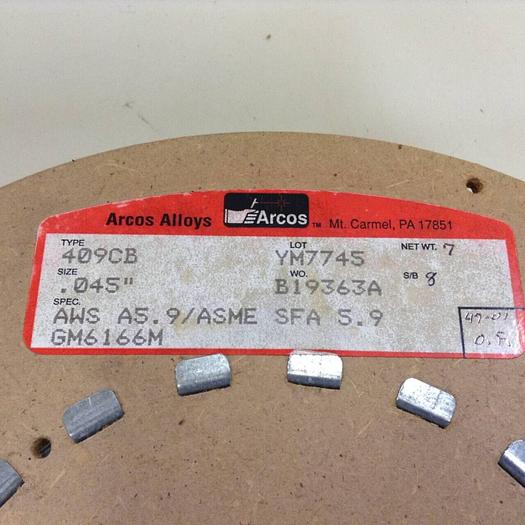 Arcos Alloys Arcos ™ Mt. Carmel, PA 17851
TYPE LOT NET WT. 7
409CB YM7745
SIZE WO. S/B 8
.045" B19363A
SPEC.
AWS A5.9/ASME SFA 5.9
GM6166M
O.F.